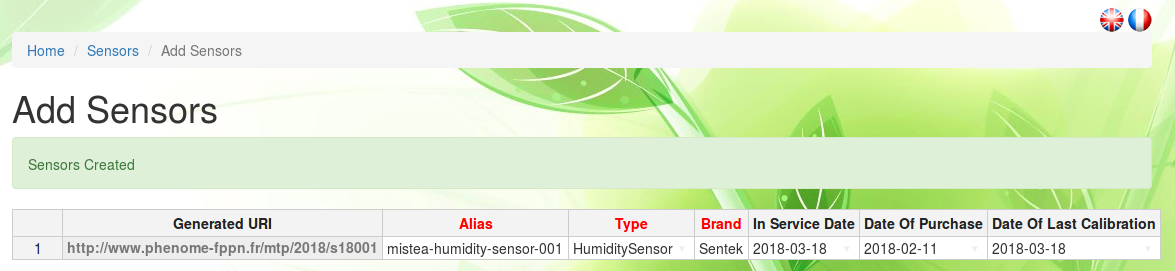 Home / Sensors / Add Sensors
Add Sensors
Sensors Created
Generated URI Alias Type Brand In Service Date Date Of Purchase Date Of Last Calibration
1 http://www.phenome-fppn.fr/mtp/2018/s18001 mistea-humidity-sensor-001 HumiditySensor Sentek 2018-03-18 2018-02-11 2018-03-18